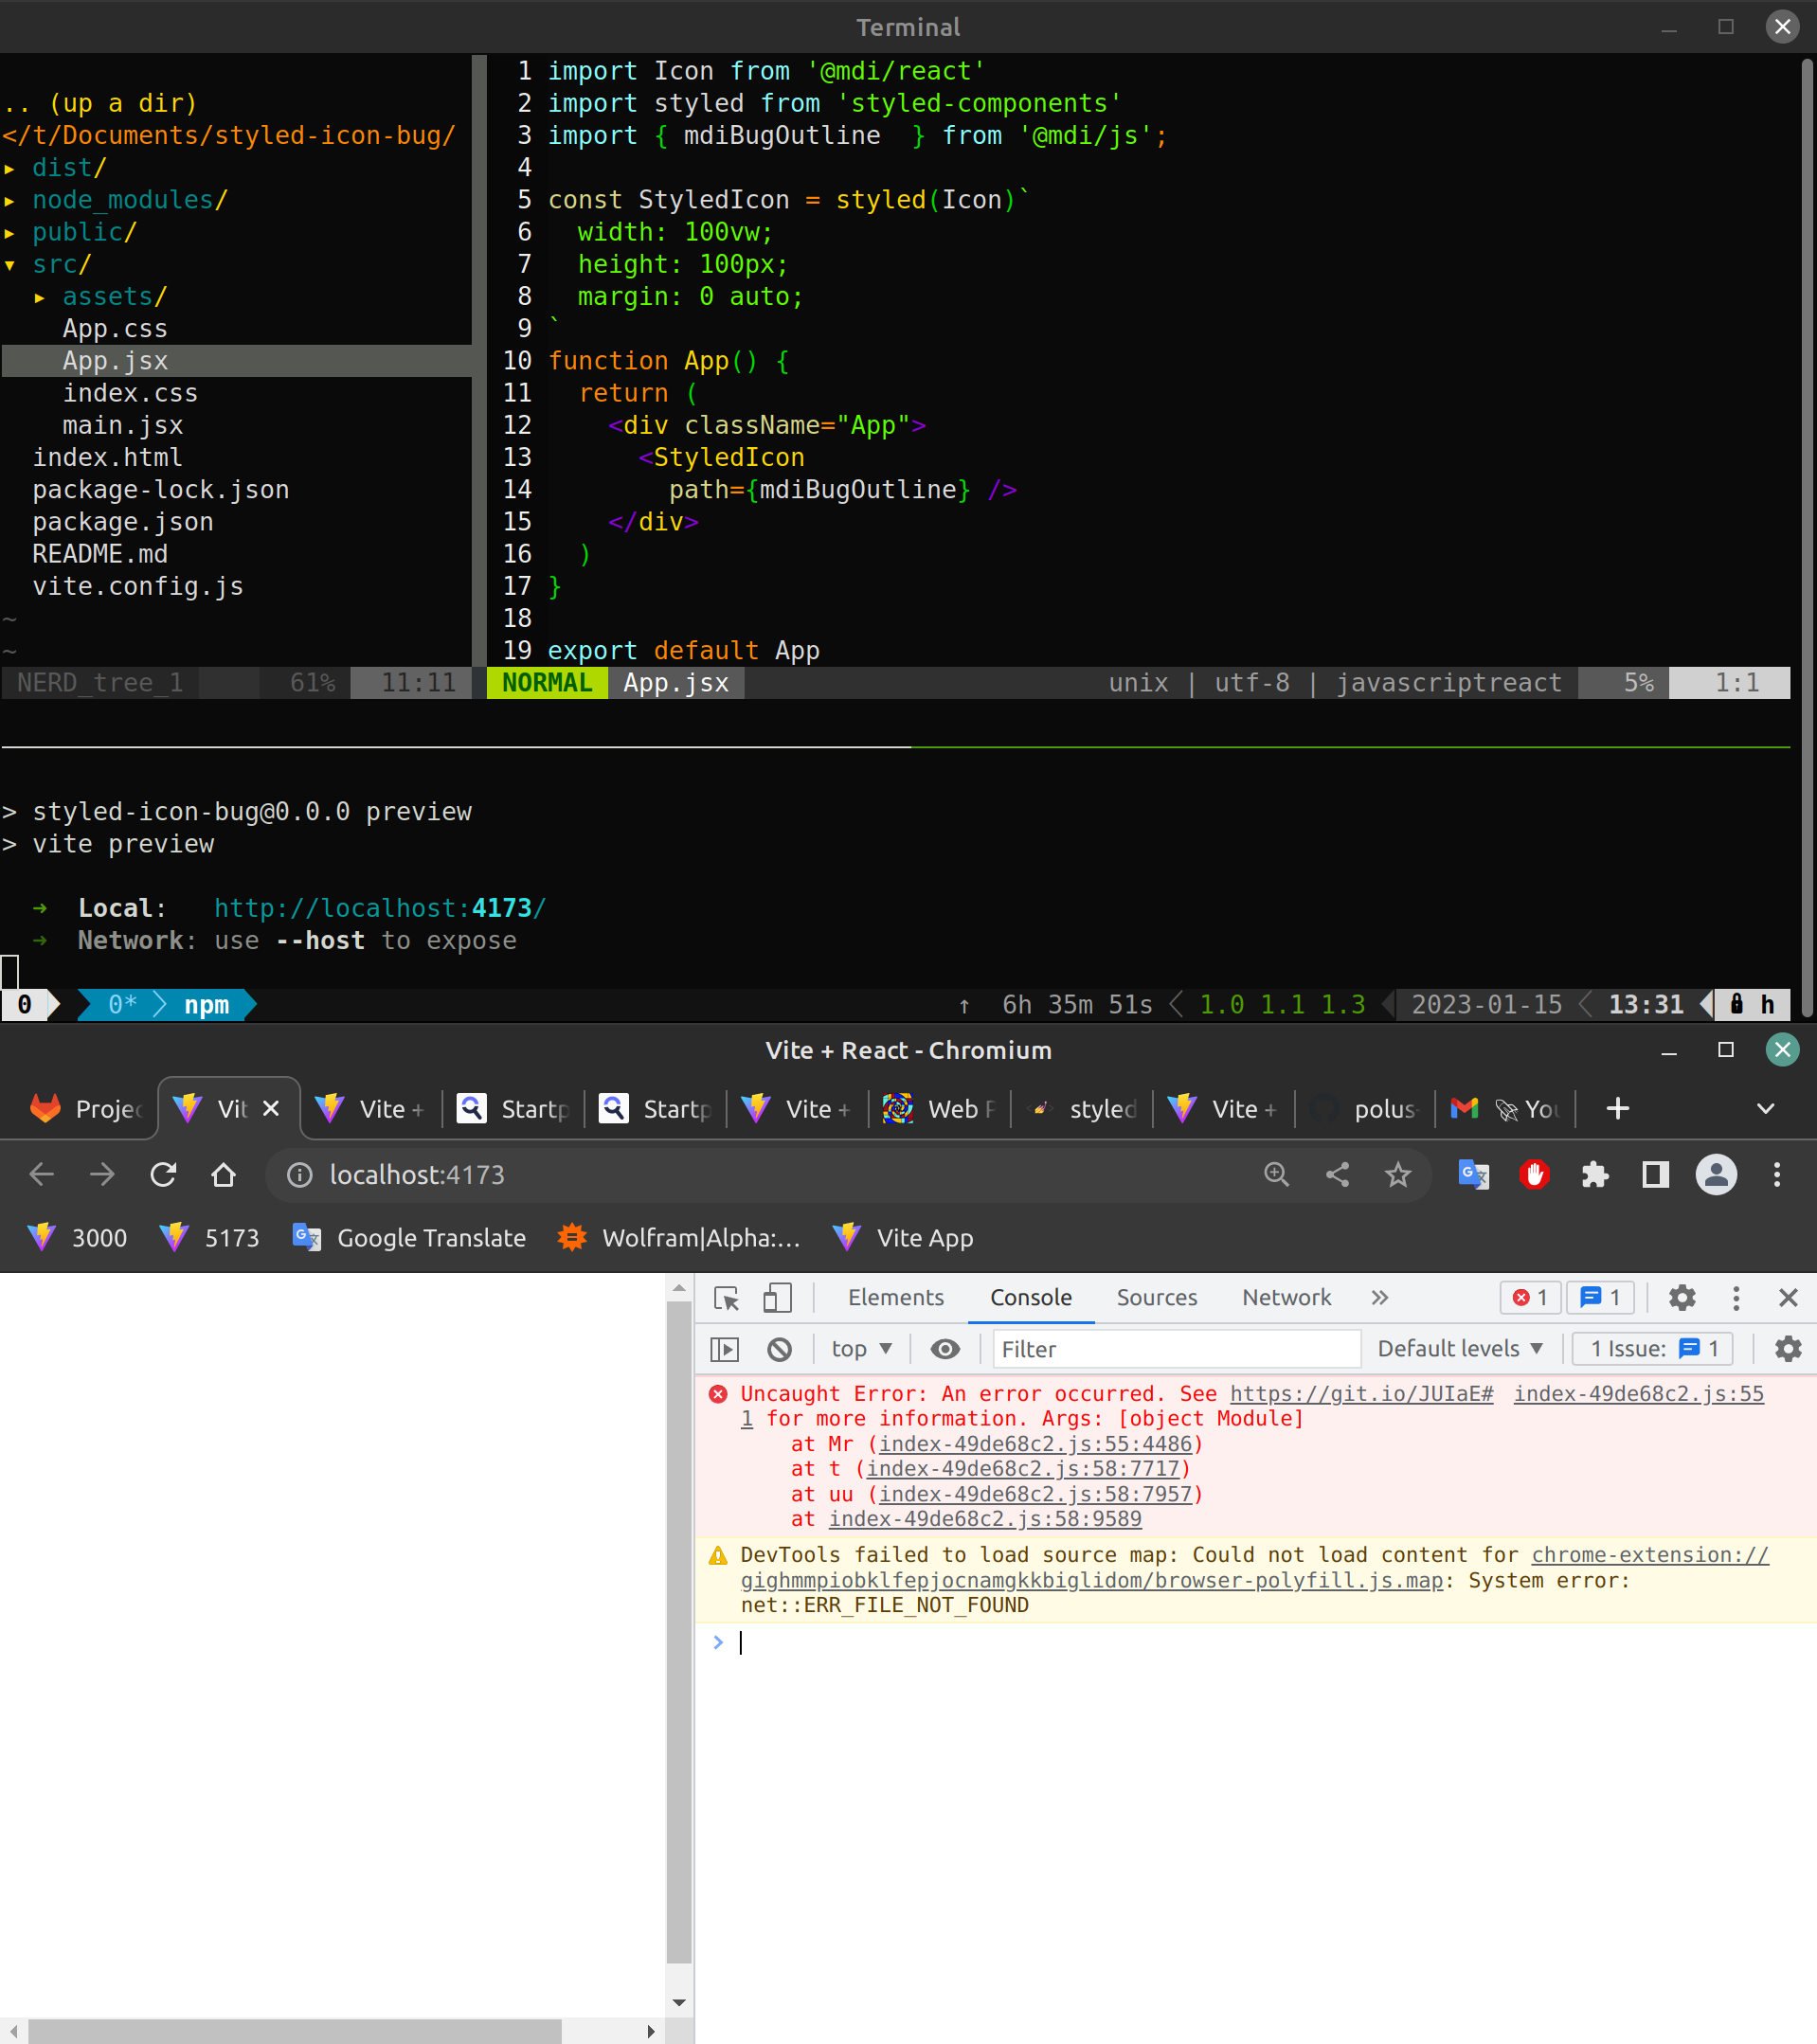 Terminal
.. (up a dir)
</t/Documents/styled-icon-bug/
▸ dist/
▸ node_modules/
▸ public/
▾ src/
▸ assets/
App.css
App.jsx
index.css
main.jsx
index.html
package-lock.json
package.json
README.md
vite.config.js
~
~
NERD_tree_1 61% 11:11
1 import Icon from '@mdi/react'
2 import styled from 'styled-components'
3 import { mdiBugOutline  } from '@mdi/js';
4
5 const StyledIcon = styled(Icon)`
6   width: 100vw;
7   height: 100px;
8   margin: 0 auto;
9 `
10 function App() {
11   return (
12     <div className="App">
13       <StyledIcon
14         path={mdiBugOutline} />
15     </div>
16   )
17 }
18
19 export default App
NORMAL App.jsx unix | utf-8 | javascriptreact 5% 1:1
> styled-icon-bug@0.0.0 preview
> vite preview
➜  Local:   http://localhost:4173/
➜  Network: use --host to expose
0 0* npm ↑ 6h 35m 51s 1.0 1.1 1.3 2023-01-15 13:31 h
Vite + React - Chromium
Projec Vit Vite + Startp Startp Vite + Web P styled Vite + polus- You
localhost:4173
3000 5173 Google Translate Wolfram|Alpha:... Vite App
Elements Console Sources Network » 1 1
top Filter Default levels 1 Issue: 1
Uncaught Error: An error occurred. See https://git.io/JUIaE# index-49de68c2.js:55
1 for more information. Args: [object Module]
at Mr (index-49de68c2.js:55:4486)
at t (index-49de68c2.js:58:7717)
at uu (index-49de68c2.js:58:7957)
at index-49de68c2.js:58:9589
DevTools failed to load source map: Could not load content for chrome-extension://
gighmmpiobklfepjocnamgkkbiglidom/browser-polyfill.js.map: System error:
net::ERR_FILE_NOT_FOUND